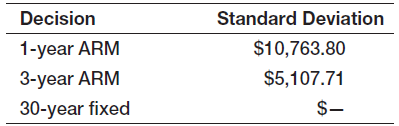 Decision Standard Deviation
1-year ARM $10,763.80
3-year ARM $5,107.71
30-year fixed $—